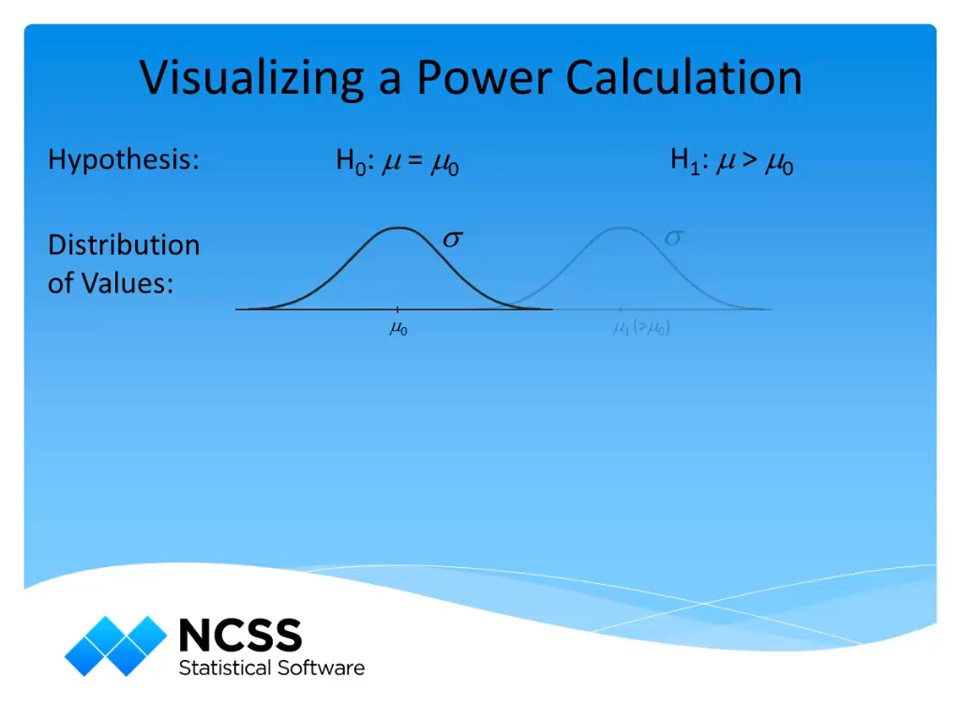 Visualizing a Power Calculation
Hypothesis: H₀: μ = μ₀ H₁: μ > μ₀
Distribution
of Values:
σ σ
μ₀ μ₁ (>μ₀)
NCSS
Statistical Software